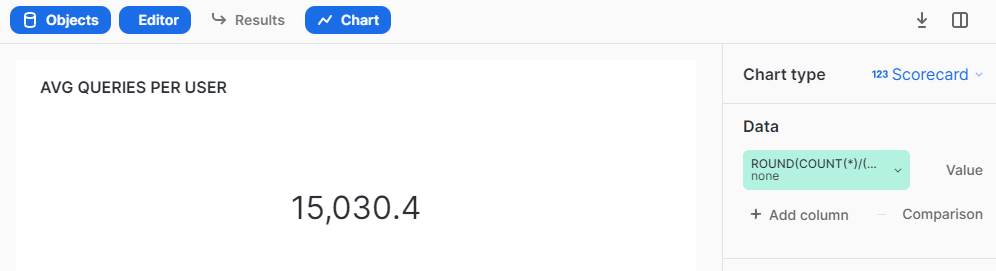 Objects
Editor
Results
Chart
AVG QUERIES PER USER
15,030.4
Chart type
123 Scorecard
Data
ROUND(COUNT(*)/(...
none
Value
+ Add column
Comparison